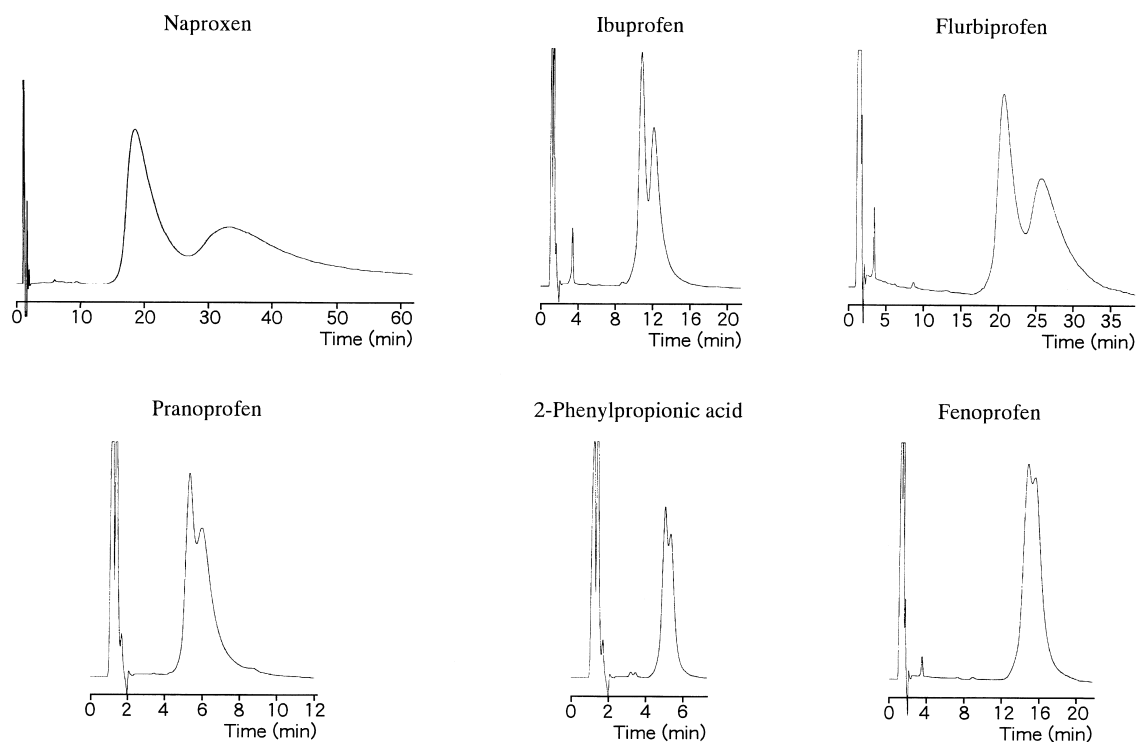 Naproxen
0 10 20 30 40 50 60
Time (min)
Ibuprofen
0 4 8 12 16 20
Time (min)
Flurbiprofen
0 5 10 15 20 25 30 35
Time (min)
Pranoprofen
0 2 4 6 8 10 12
Time (min)
2-Phenylpropionic acid
0 2 4 6
Time (min)
Fenoprofen
0 4 8 12 16 20
Time (min)